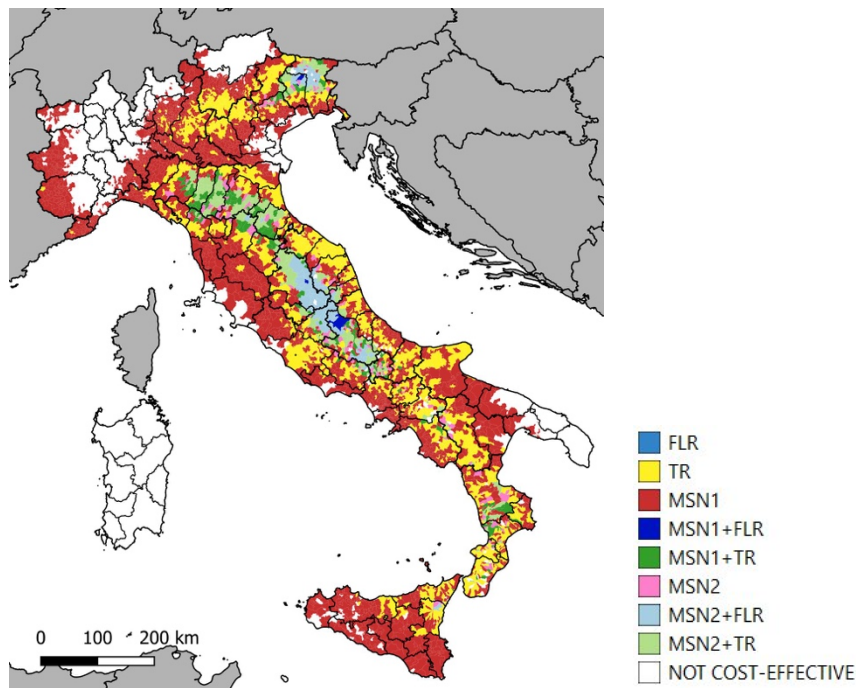 FLR
TR
MSN1
MSN1+FLR
MSN1+TR
MSN2
MSN2+FLR
MSN2+TR
NOT COST-EFFECTIVE
0 100 200 km